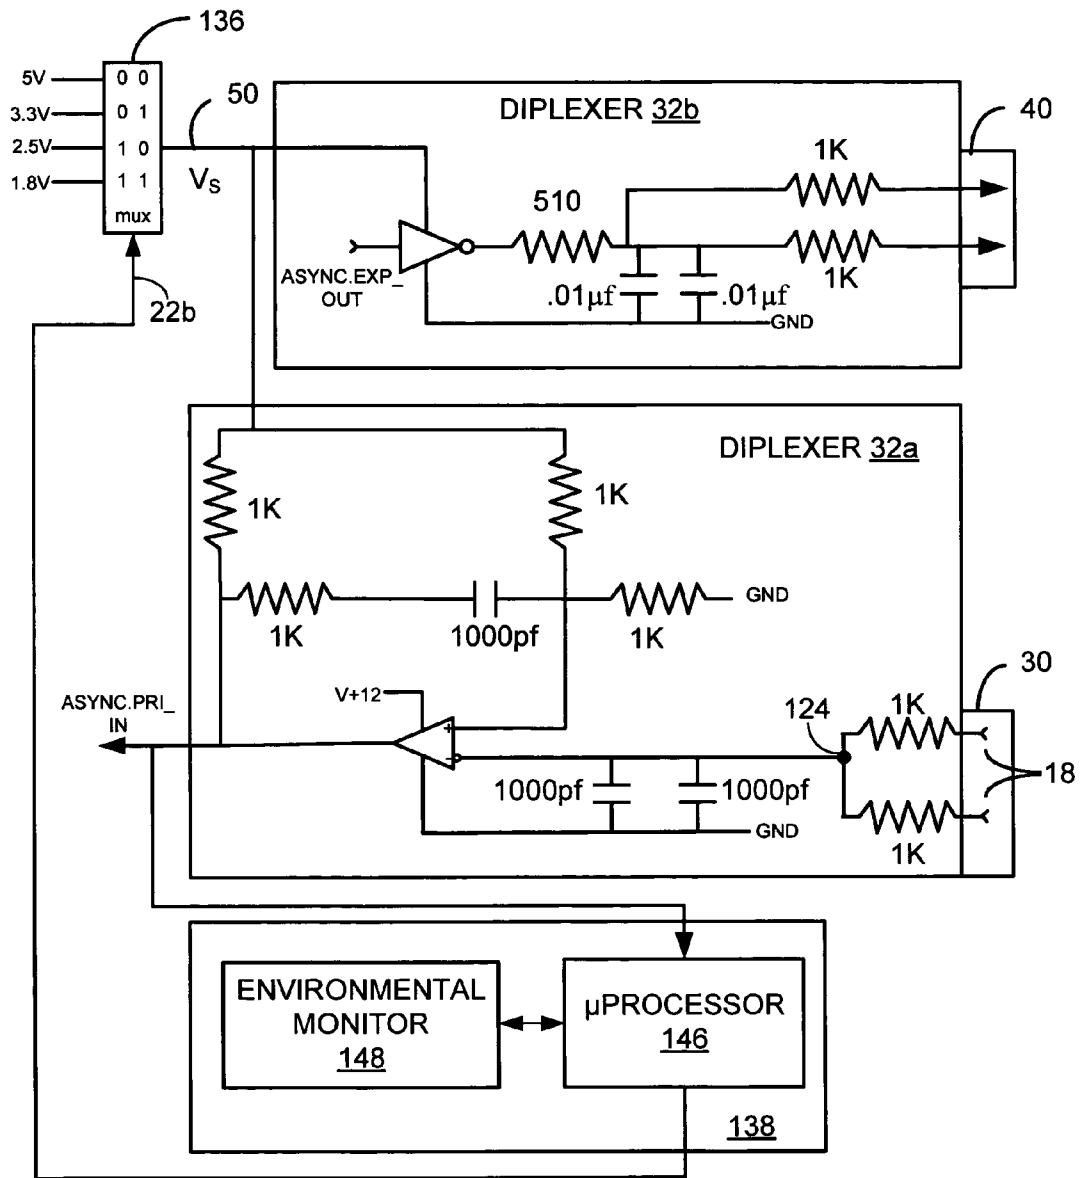 136
5V
0 0
3.3V
0 1
2.5V
1 0
1.8V
1 1
mux
50
VS
22b
DIPLEXER 32b
40
1K
510
1K
ASYNC.EXP_
OUT
.01µf
.01µf
GND
DIPLEXER 32a
1K
1K
1K
1000pf
1K
GND
30
V+12
ASYNC.PRI_
IN
+
-
124
1K
18
1000pf
1000pf
GND
1K
ENVIRONMENTAL
MONITOR
148
µPROCESSOR
146
138